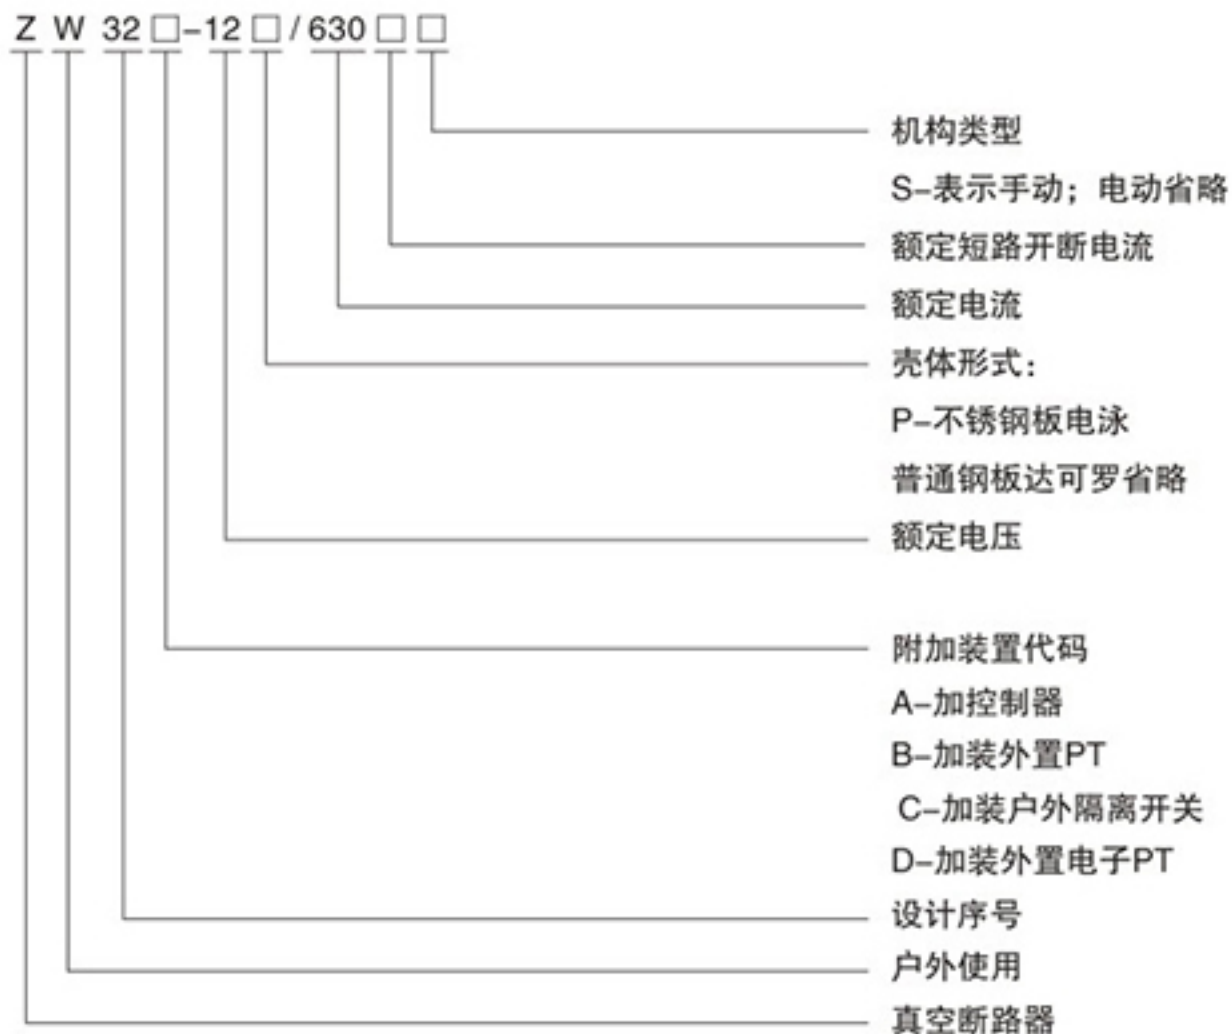 ZW32□-12□/630□□
机构类型
S-表示手动；电动省略
额定短路开断电流
额定电流
壳体形式：
P-不锈钢板电泳
普通钢板达可罗省略
额定电压
附加装置代码
A-加控制器
B-加装外置PT
C-加装户外隔离开关
D-加装外置电子PT
设计序号
户外使用
真空断路器